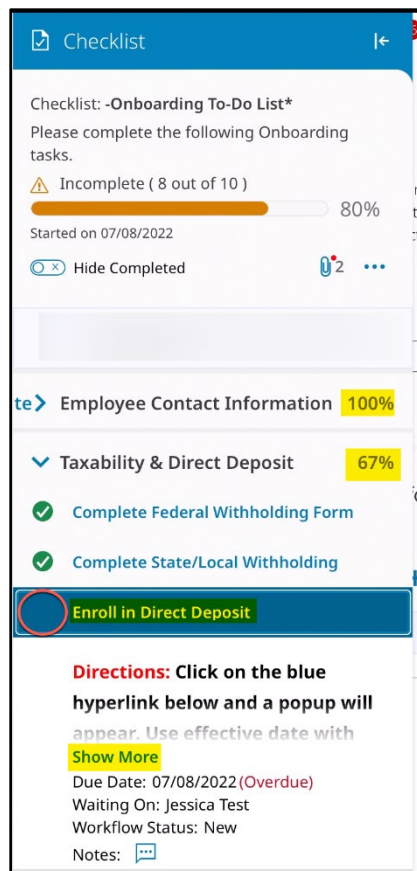 Checklist
Checklist: -Onboarding To-Do List*
Please complete the following Onboarding
tasks.
Incomplete ( 8 out of 10 )
80%
Started on 07/08/2022
Hide Completed
2
te
Employee Contact Information 100%
Taxability & Direct Deposit 67%
Complete Federal Withholding Form
Complete State/Local Withholding
Enroll in Direct Deposit
Directions: Click on the blue
hyperlink below and a popup will
appear. Use effective date with
Show More
Due Date: 07/08/2022 (Overdue)
Waiting On: Jessica Test
Workflow Status: New
Notes: